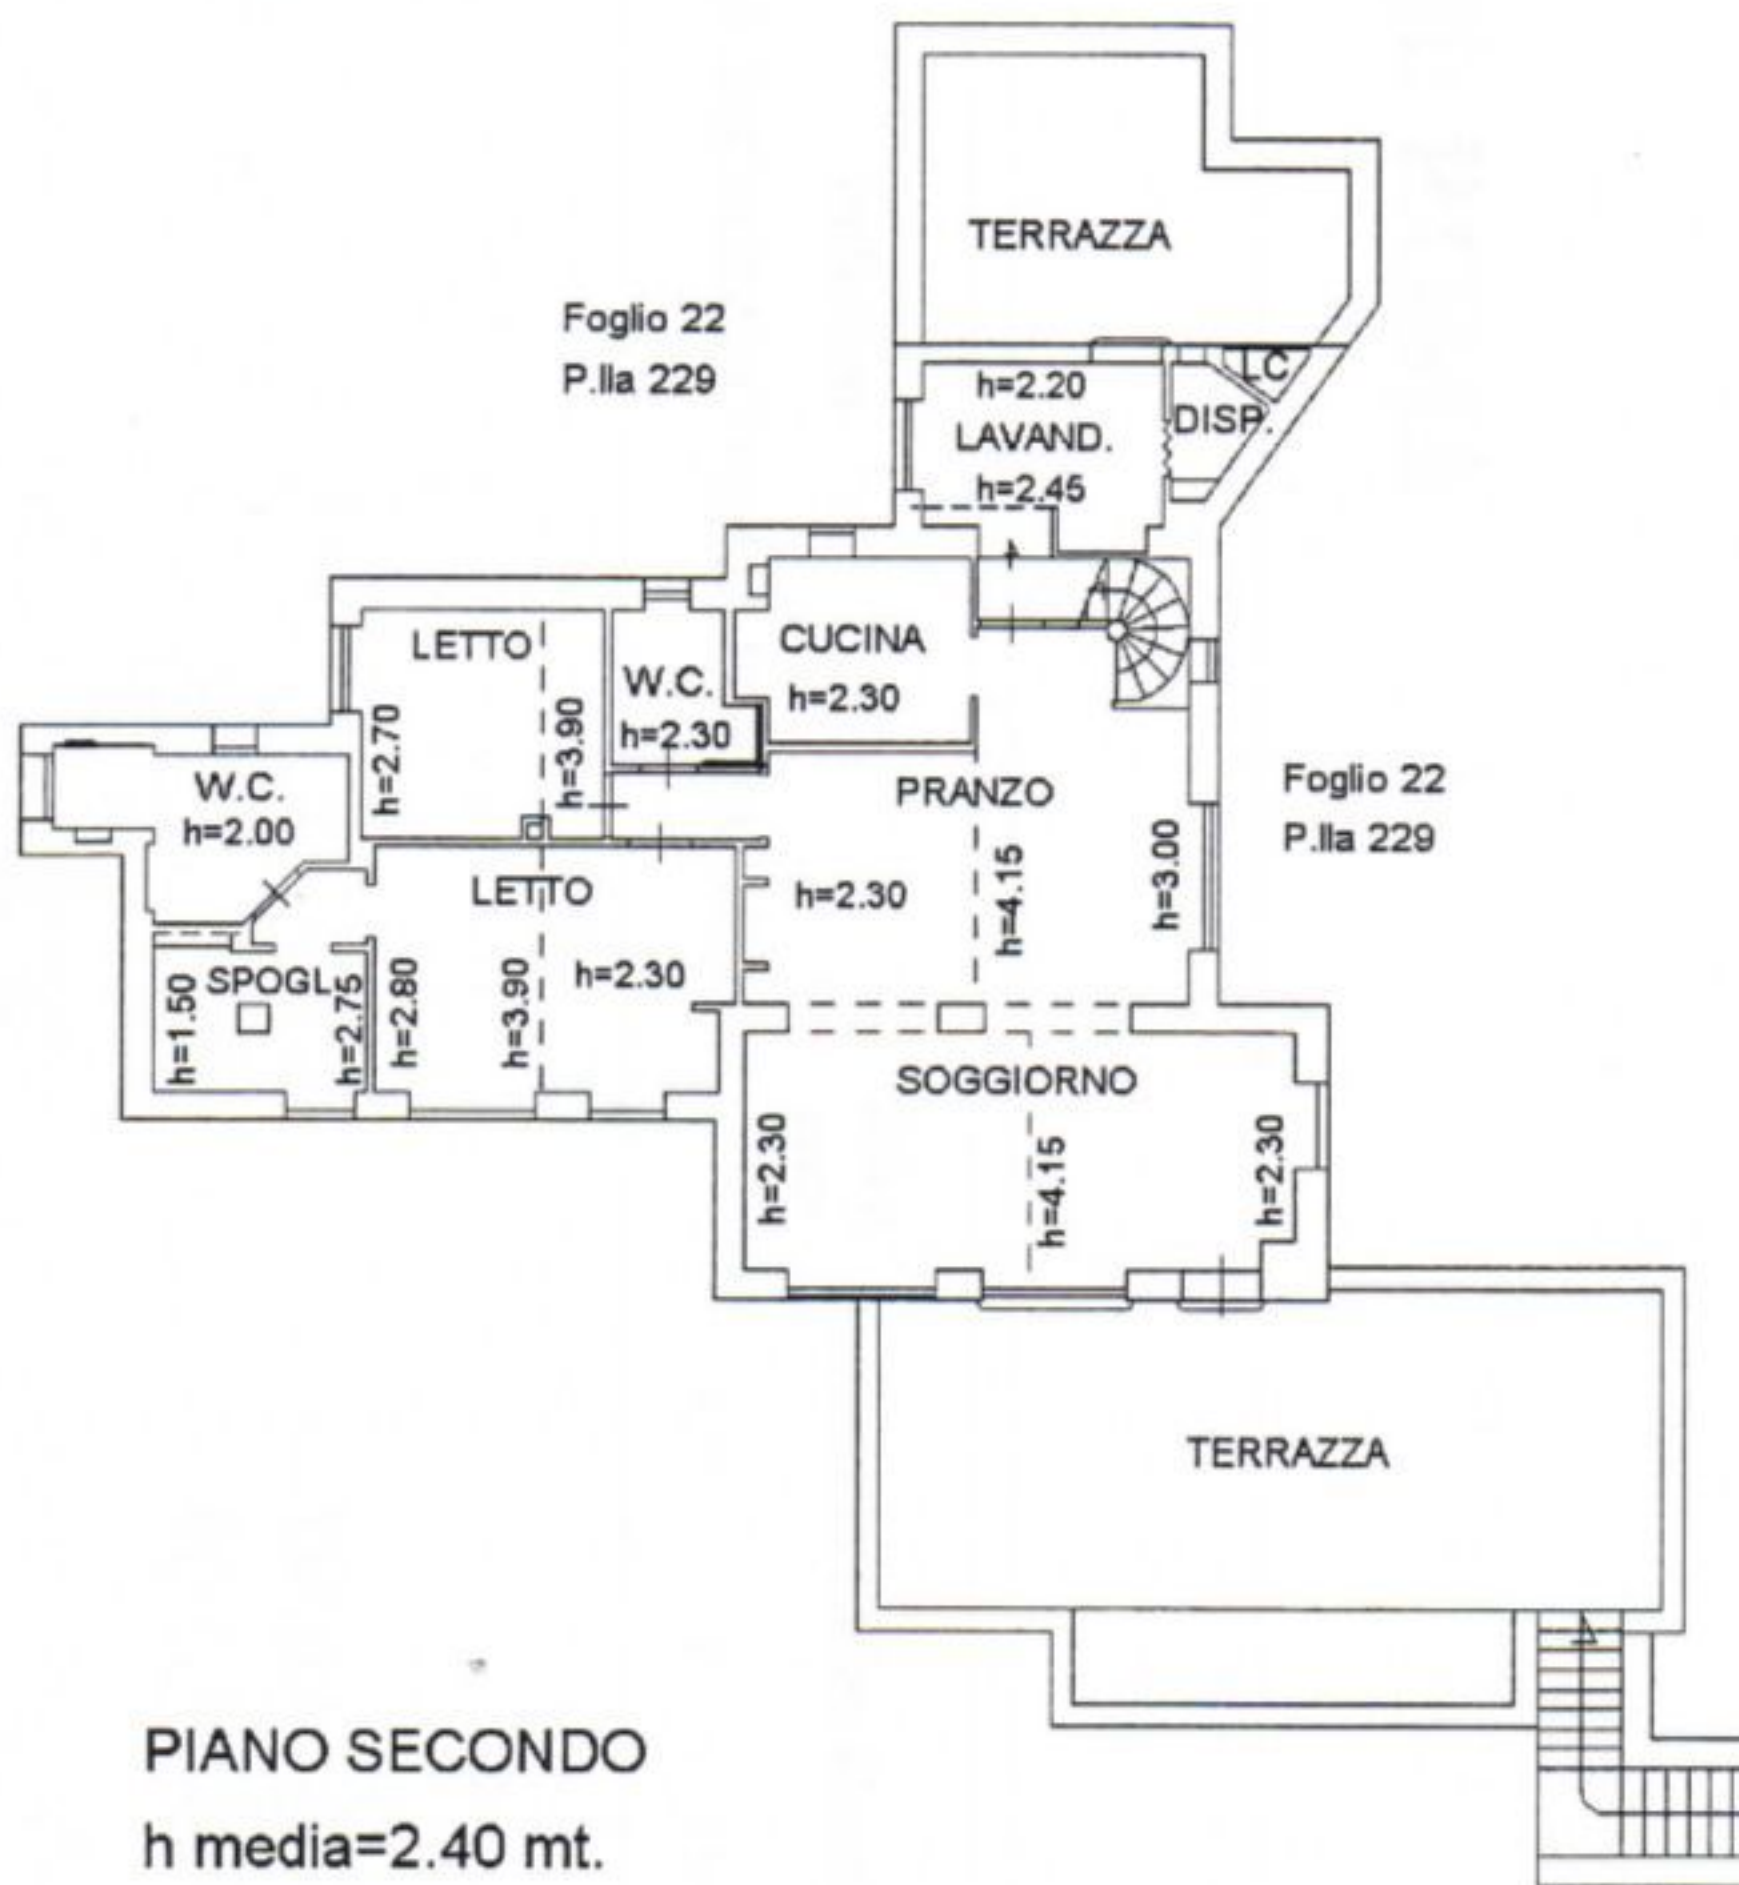 TERRAZZA
Foglio 22
P.lla 229
LC
h=2.20
DISP.
LAVAND.
h=2.45
LETTO
CUCINA
W.C.
h=2.30
h=2.30
h=2.70
h=3.90
W.C.
h=2.00
PRANZO
Foglio 22
P.lla 229
h=2.30
h=4.15
h=3.00
LETTO
h=2.30
SPOGL.
h=1.50
h=2.75
h=2.80
h=3.90
SOGGIORNO
h=2.30
h=4.15
h=2.30
TERRAZZA
PIANO SECONDO
h media=2.40 mt.